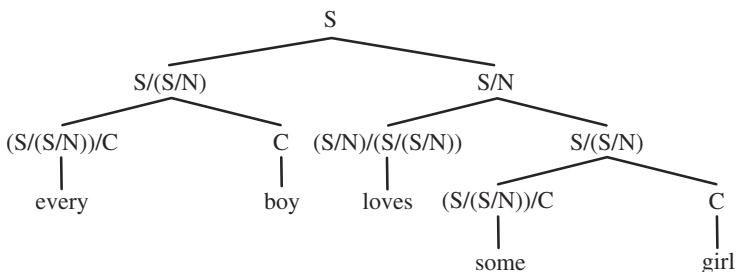 S
S/(S/N) S/N
(S/(S/N))/C C (S/N)/(S/(S/N)) S/(S/N)
every boy loves (S/(S/N))/C C
some girl